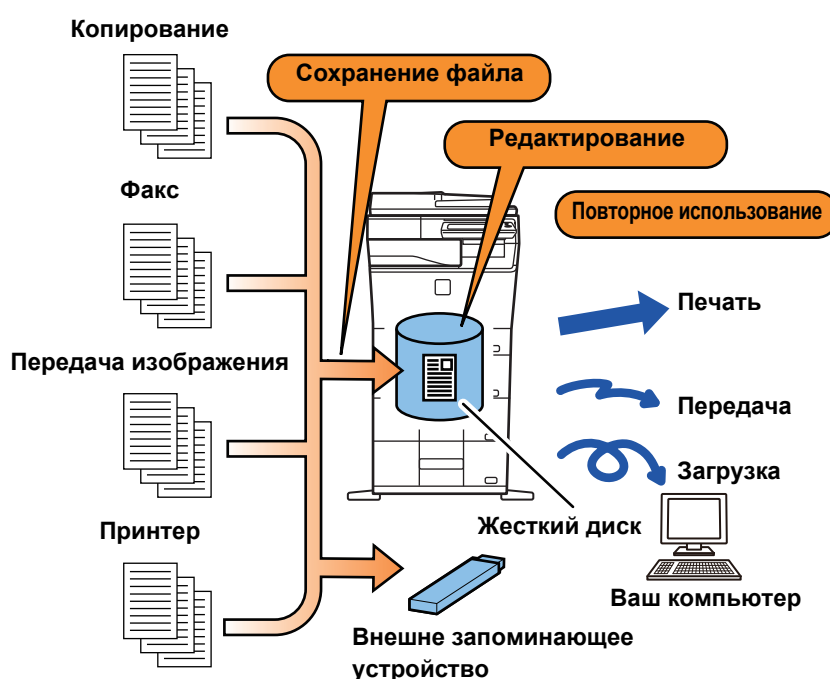 Копирование
Сохранение файла
Редактирование
Факс
Повторное использование
Печать
Передача изображения
Передача
Загрузка
Принтер
Жесткий диск
Ваш компьютер
Внешне запоминающее
устройство